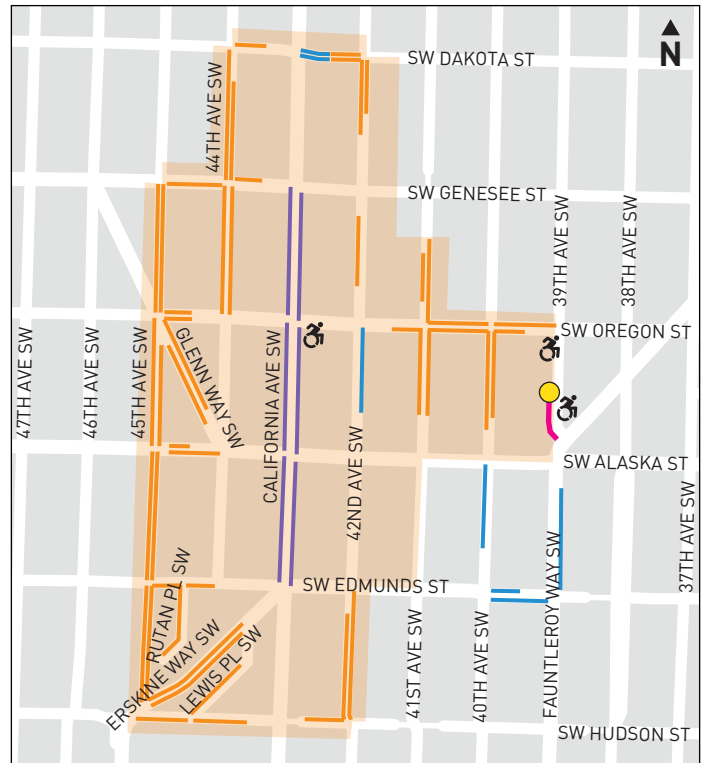 N
SW DAKOTA ST
44TH AVE SW
SW GENESEE ST
39TH AVE SW
38TH AVE SW
SW OREGON ST
47TH AVE SW
46TH AVE SW
45TH AVE SW
GLENN WAY SW
CALIFORNIA AVE SW
42ND AVE SW
SW ALASKA ST
37TH AVE SW
RUTAN PL SW
SW EDMUNDS ST
ERSKINE WAY SW
LEWIS PL SW
41ST AVE SW
40TH AVE SW
FAUNTLEROY WAY SW
SW HUDSON ST